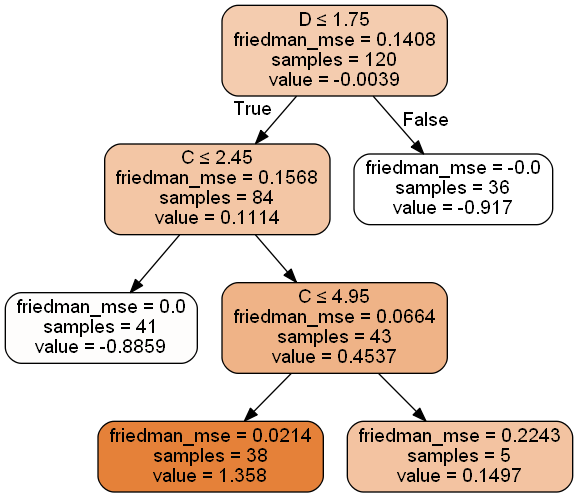 D ≤ 1.75
friedman_mse = 0.1408
samples = 120
value = -0.0039
True
False
C ≤ 2.45
friedman_mse = 0.1568
samples = 84
value = 0.1114
friedman_mse = -0.0
samples = 36
value = -0.917
friedman_mse = 0.0
samples = 41
value = -0.8859
C ≤ 4.95
friedman_mse = 0.0664
samples = 43
value = 0.4537
friedman_mse = 0.0214
samples = 38
value = 1.358
friedman_mse = 0.2243
samples = 5
value = 0.1497